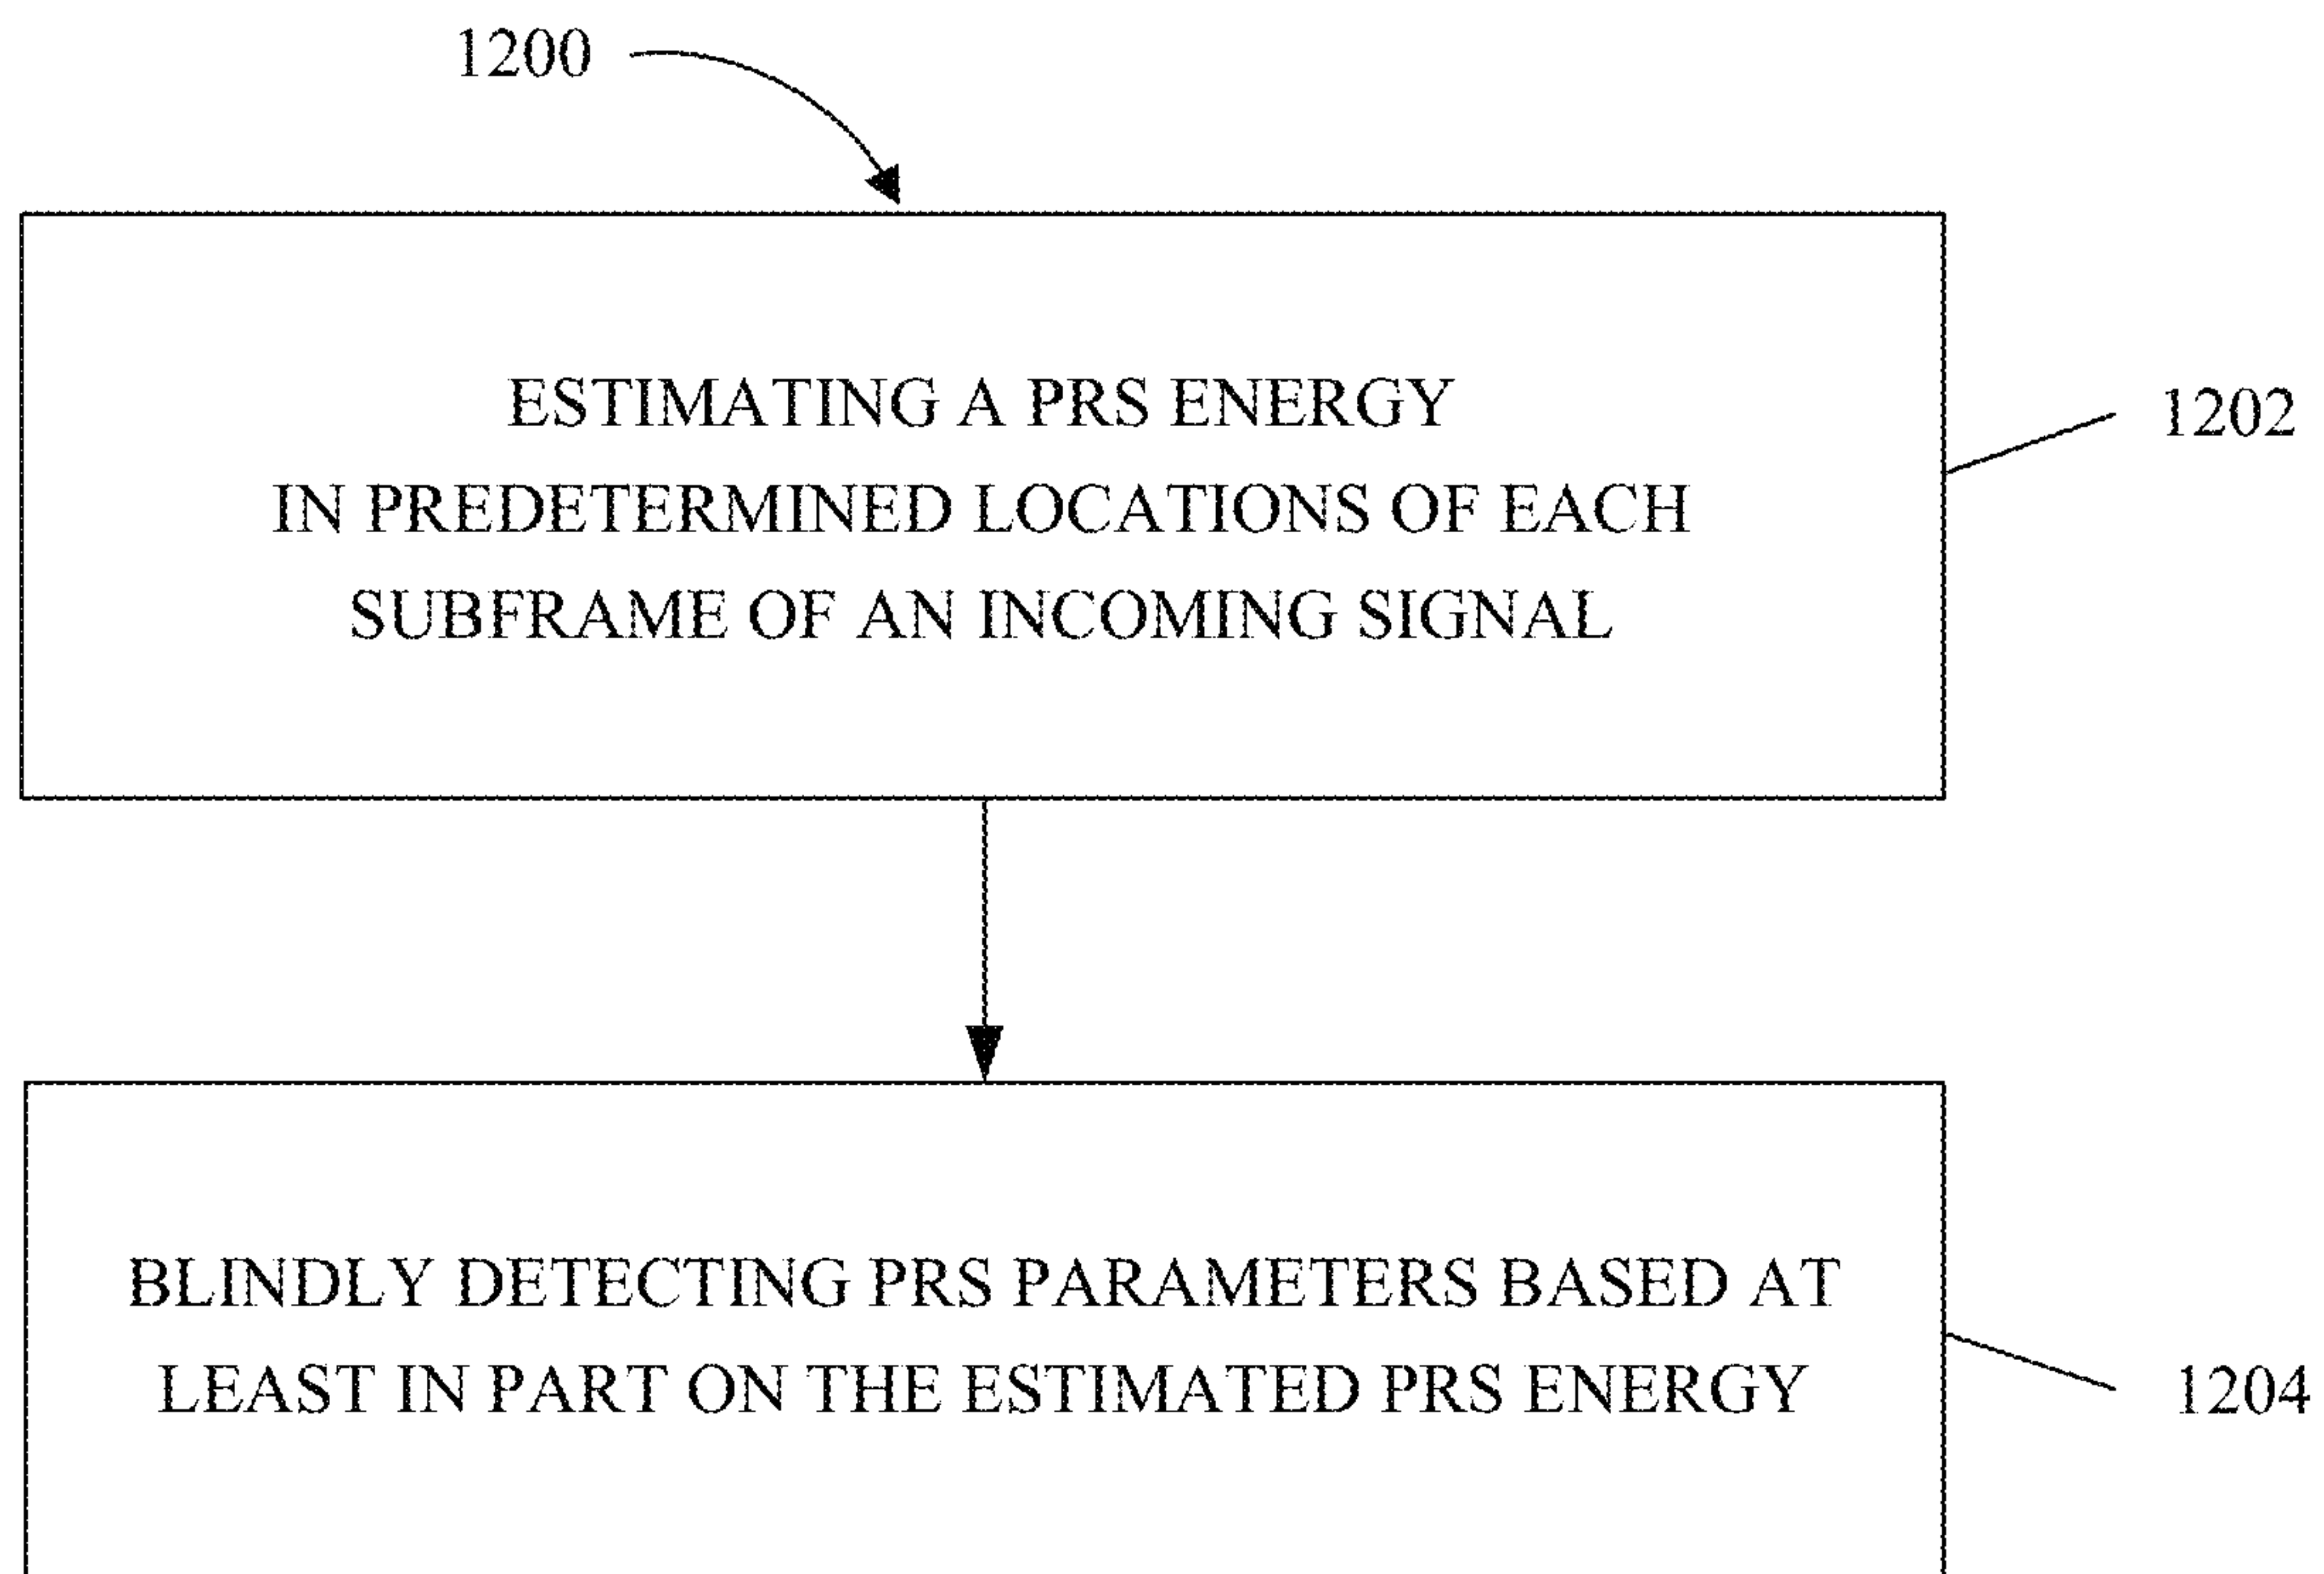 1200
ESTIMATING A PRS ENERGY
IN PREDETERMINED LOCATIONS OF EACH
SUBFRAME OF AN INCOMING SIGNAL
1202
BLINDLY DETECTING PRS PARAMETERS BASED AT
LEAST IN PART ON THE ESTIMATED PRS ENERGY
1204